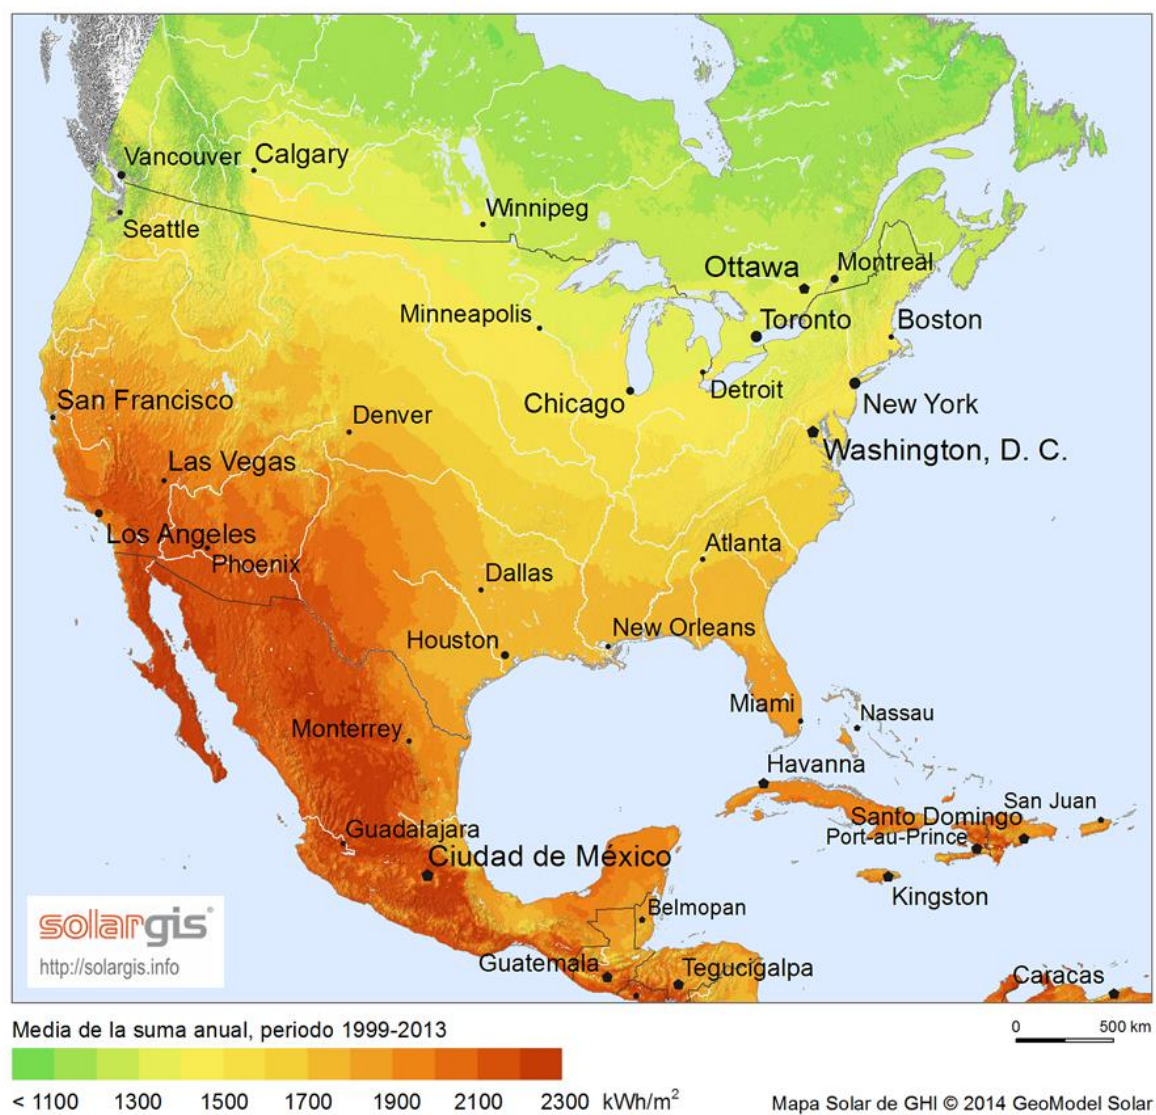 Vancouver
Calgary
Seattle
Winnipeg
Ottawa
Montreal
Minneapolis
Toronto
Boston
Detroit
Chicago
San Francisco
Denver
New York
Washington, D. C.
Las Vegas
Los Angeles
Phoenix
Atlanta
Dallas
Houston
New Orleans
Miami
Nassau
Monterrey
Havanna
San Juan
Santo Domingo
Port-au-Prince
Guadalajara
Ciudad de México
Kingston
Belmopan
Guatemala
Tegucigalpa
Caracas
solargis®
http://solargis.info
Media de la suma anual, periodo 1999-2013
0 500 km
< 1100 1300 1500 1700 1900 2100 2300 kWh/m²
Mapa Solar de GHI © 2014 GeoModel Solar